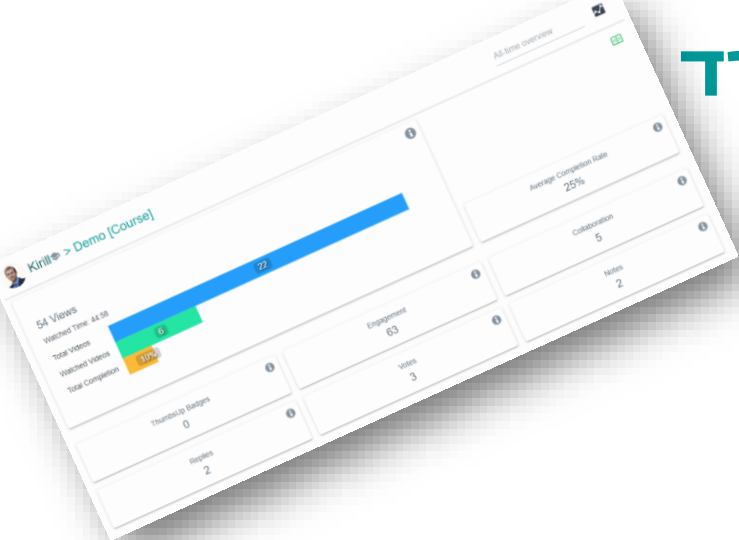 All-time overview
Kirill > Demo [Course]
54 Views
Watched Time: 44:58
Total Videos
22
Watched Videos
6
Total Completion
10%
Average Completion Rate
25%
Collaboration
5
Notes
2
Engagement
63
Votes
3
ThumbsUp Badges
0
Replies
2